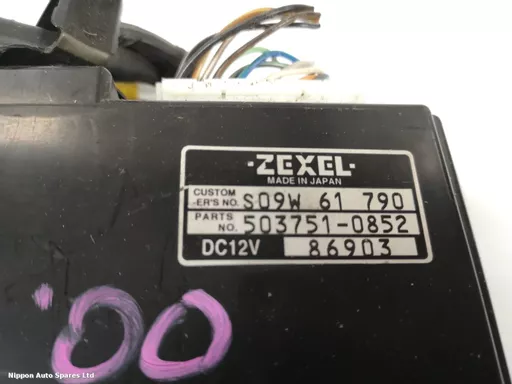 ·ZEXEL·
MADE IN JAPAN
CUSTOM
-ER'S NO. S09W 61 790
PARTS
NO. 503751-0852
DC12V 86903
'00
Nippon Auto Spares Ltd